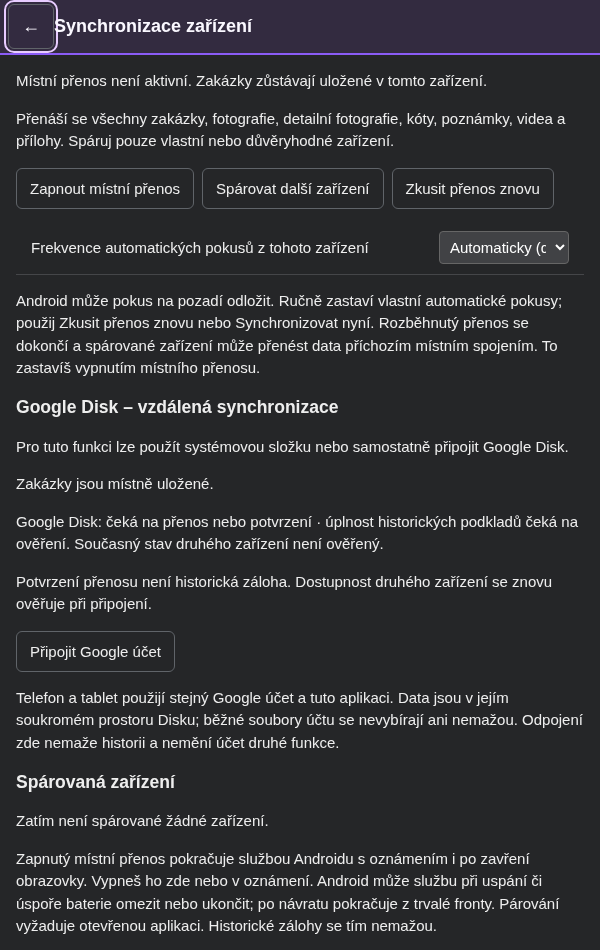 ← Synchronizace zařízení
Místní přenos není aktivní. Zakázky zůstávají uložené v tomto zařízení.
Přenáší se všechny zakázky, fotografie, detailní fotografie, kóty, poznámky, videa a
přílohy. Spáruj pouze vlastní nebo důvěryhodné zařízení.
Zapnout místní přenos Spárovat další zařízení Zkusit přenos znovu
Frekvence automatických pokusů z tohoto zařízení Automaticky (c
Android může pokus na pozadí odložit. Ručně zastaví vlastní automatické pokusy;
použij Zkusit přenos znovu nebo Synchronizovat nyní. Rozběhnutý přenos se
dokončí a spárované zařízení může přenést data příchozím místním spojením. To
zastavíš vypnutím místního přenosu.
Google Disk – vzdálená synchronizace
Pro tuto funkci lze použít systémovou složku nebo samostatně připojit Google Disk.
Zakázky jsou místně uložené.
Google Disk: čeká na přenos nebo potvrzení · úplnost historických podkladů čeká na
ověření. Současný stav druhého zařízení není ověřený.
Potvrzení přenosu není historická záloha. Dostupnost druhého zařízení se znovu
ověřuje při připojení.
Připojit Google účet
Telefon a tablet použijí stejný Google účet a tuto aplikaci. Data jsou v jejím
soukromém prostoru Disku; běžné soubory účtu se nevybírají ani nemažou. Odpojení
zde nemaže historii a nemění účet druhé funkce.
Spárovaná zařízení
Zatím není spárované žádné zařízení.
Zapnutý místní přenos pokračuje službou Androidu s oznámením i po zavření
obrazovky. Vypneš ho zde nebo v oznámení. Android může službu při uspání či
úspoře baterie omezit nebo ukončit; po návratu pokračuje z trvalé fronty. Párování
vyžaduje otevřenou aplikaci. Historické zálohy se tím nemažou.